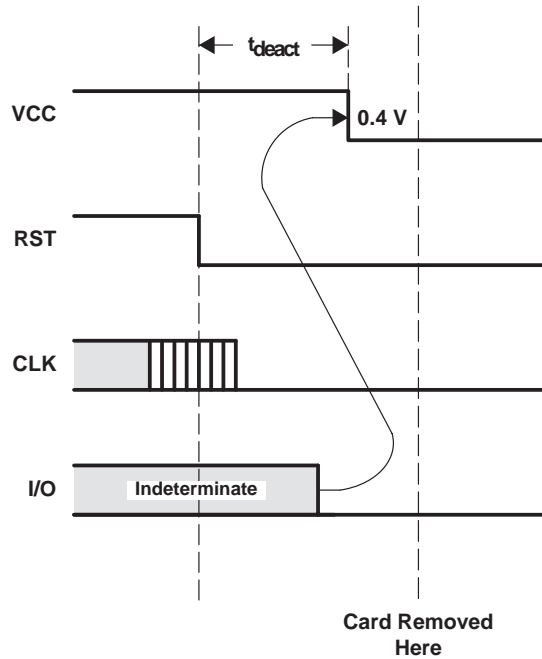 tdeact
VCC
0.4 V
RST
CLK
I/O
Indeterminate
Card Removed
Here